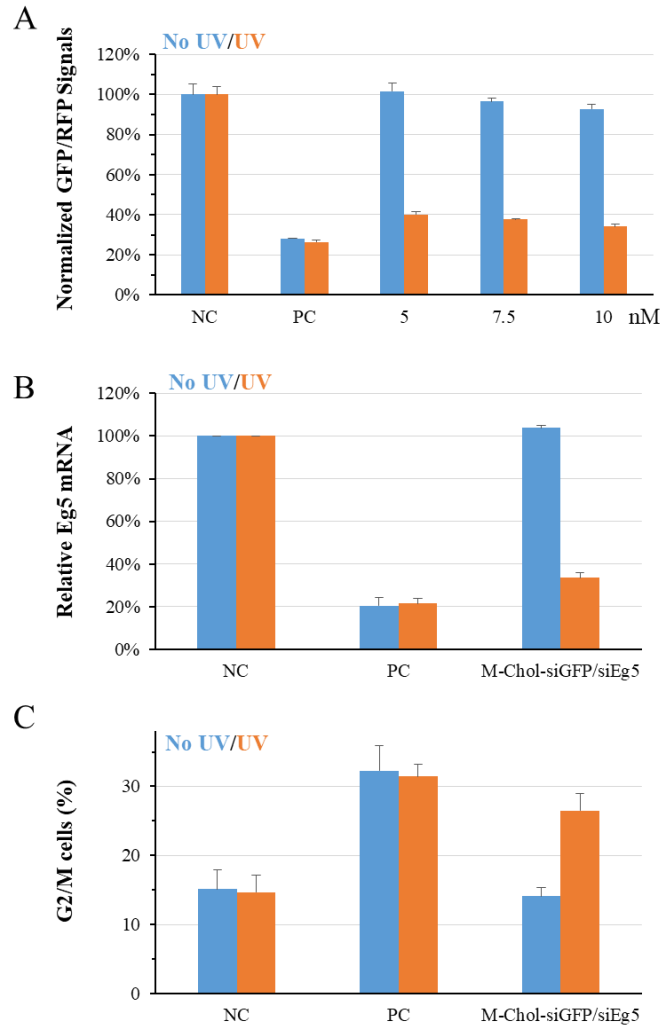 A
No UV/UV
Normalized GFP/RFP Signals
120%
100%
80%
60%
40%
20%
0%
NC PC 5 7.5 10 nM
B
No UV/UV
Relative Eg5 mRNA
120%
100%
80%
60%
40%
20%
0%
NC PC M-Chol-siGFP/siEg5
C
No UV/UV
G2/M cells (%)
30
20
10
0
NC PC M-Chol-siGFP/siEg5